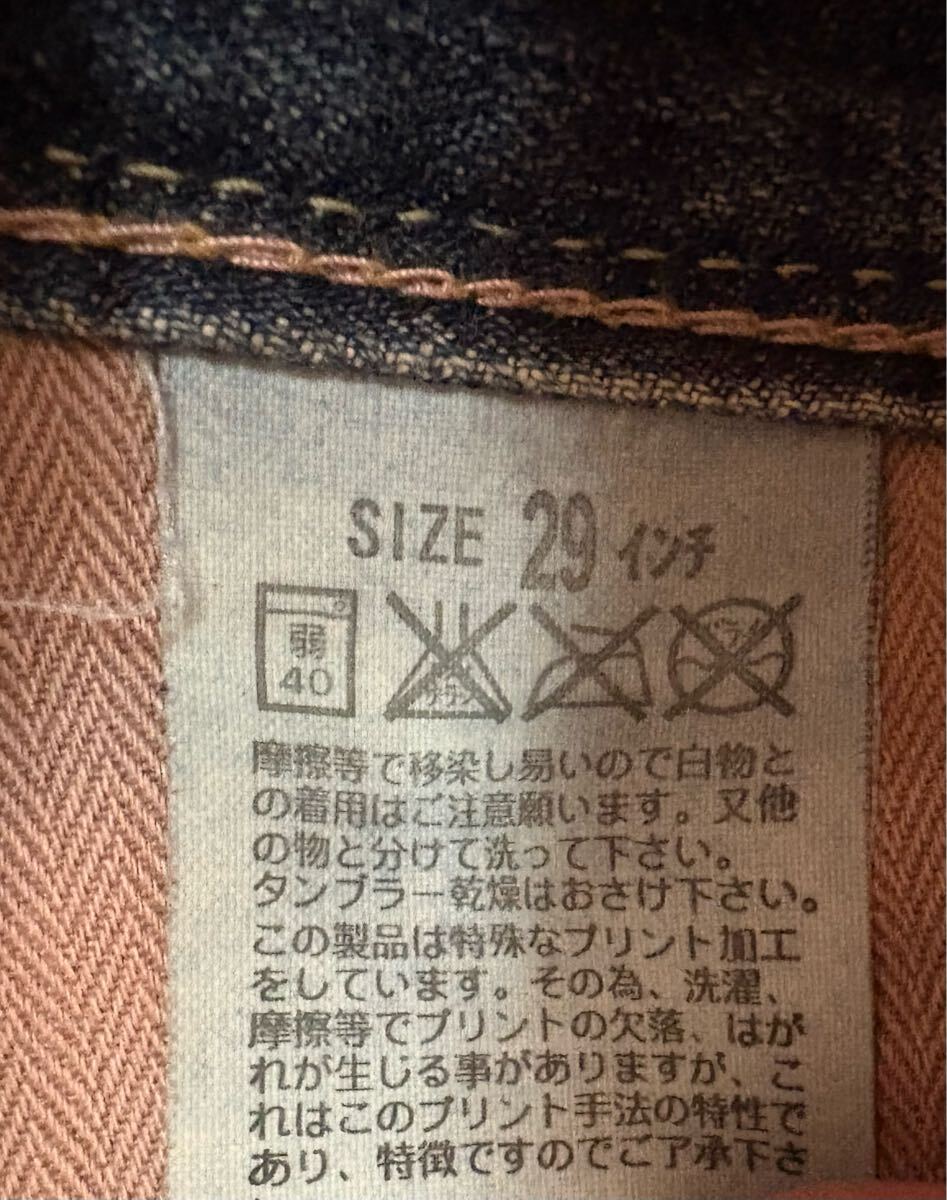 SIZE 29 インチ
弱
40
摩擦等で移染し易いので白物と
の着用はご注意願います。又他
の物と分けて洗って下さい。
タンブラー乾燥はおさけ下さい。
この製品は特殊なプリント加工
をしています。その為、洗濯、
摩擦等でプリントの欠落、はが
れが生じる事がありますが、こ
れはこのプリント手法の特性で
あり、特徴ですのでご了承下さ